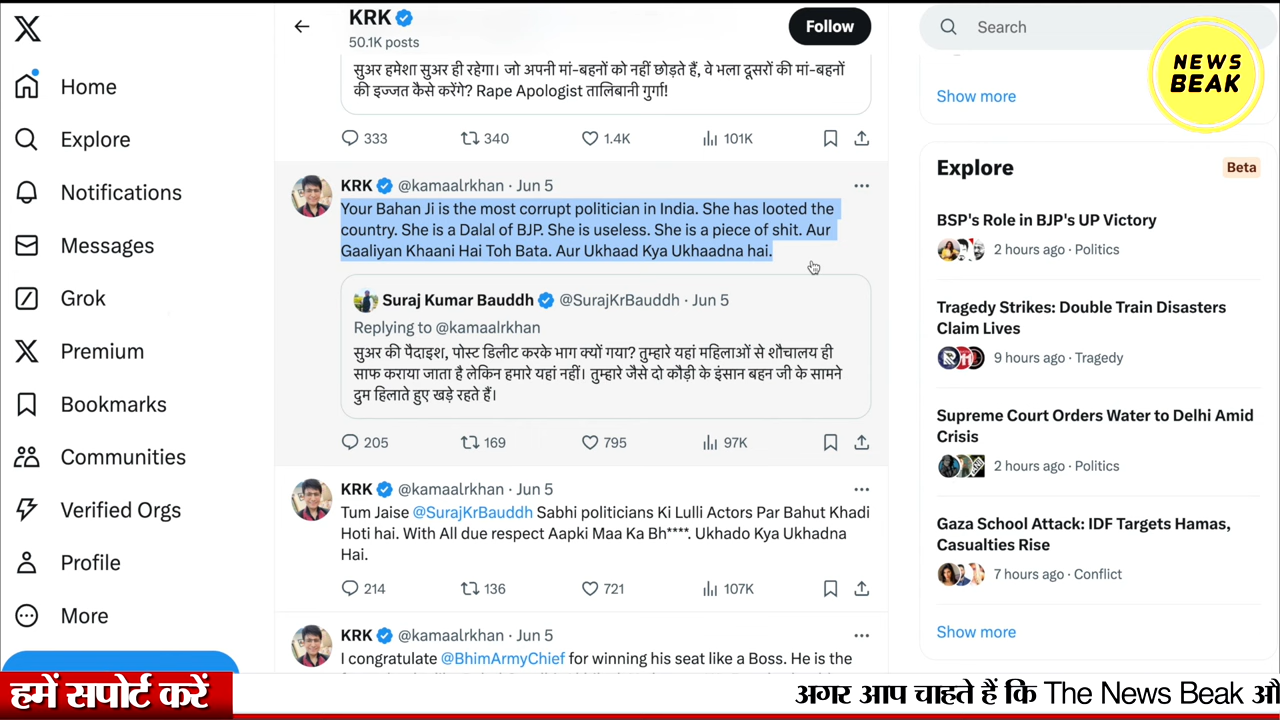 KRK
50.1K posts
Follow
Search
NEWS
BEAK
Home
Explore
Notifications
Messages
Grok
Premium
Bookmarks
Communities
Verified Orgs
Profile
More
सुअर हमेशा सुअर ही रहेगा। जो अपनी मां-बहनों को नहीं छोड़ते हैं, वे भला दूसरों की मां-बहनों
की इज्जत कैसे करेंगे? Rape Apologist तालिबानी गुर्गा!
333 340 1.4K 101K
KRK @kamaalrkhan · Jun 5
Your Bahan Ji is the most corrupt politician in India. She has looted the
country. She is a Dalal of BJP. She is useless. She is a piece of shit. Aur
Gaaliyan Khaani Hai Toh Bata. Aur Ukhaad Kya Ukhaadna hai.
Suraj Kumar Bauddh @SurajKrBauddh · Jun 5
Replying to @kamaalrkhan
सुअर की पैदाइश, पोस्ट डिलीट करके भाग क्यों गया? तुम्हारे यहां महिलाओं से शौचालय ही
साफ कराया जाता है लेकिन हमारे यहां नहीं। तुम्हारे जैसे दो कौड़ी के इंसान बहन जी के सामने
दुम हिलाते हुए खड़े रहते हैं।
205 169 795 97K
KRK @kamaalrkhan · Jun 5
Tum Jaise @SurajKrBauddh Sabhi politicians Ki Lulli Actors Par Bahut Khadi
Hoti hai. With All due respect Aapki Maa Ka Bh****. Ukhado Kya Ukhadna
Hai.
214 136 721 107K
KRK @kamaalrkhan · Jun 5
I congratulate @BhimArmyChief for winning his seat like a Boss. He is the
Show more
Explore Beta
BSP's Role in BJP's UP Victory
2 hours ago · Politics
Tragedy Strikes: Double Train Disasters
Claim Lives
9 hours ago · Tragedy
Supreme Court Orders Water to Delhi Amid
Crisis
2 hours ago · Politics
Gaza School Attack: IDF Targets Hamas,
Casualties Rise
7 hours ago · Conflict
Show more
हमें सपोर्ट करें
अगर आप चाहते हैं कि The News Beak औ